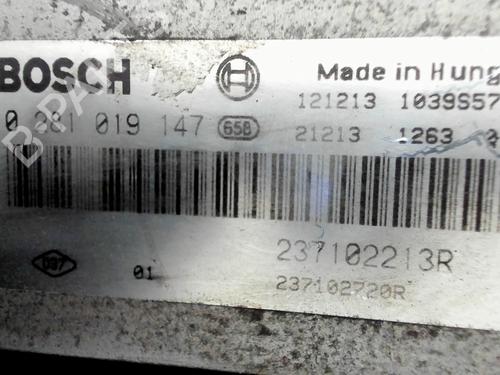 BOSCH Made in Hung
121213 1039S57
0 281 019 147 658 21213 1263
237102213R
01
237102720R